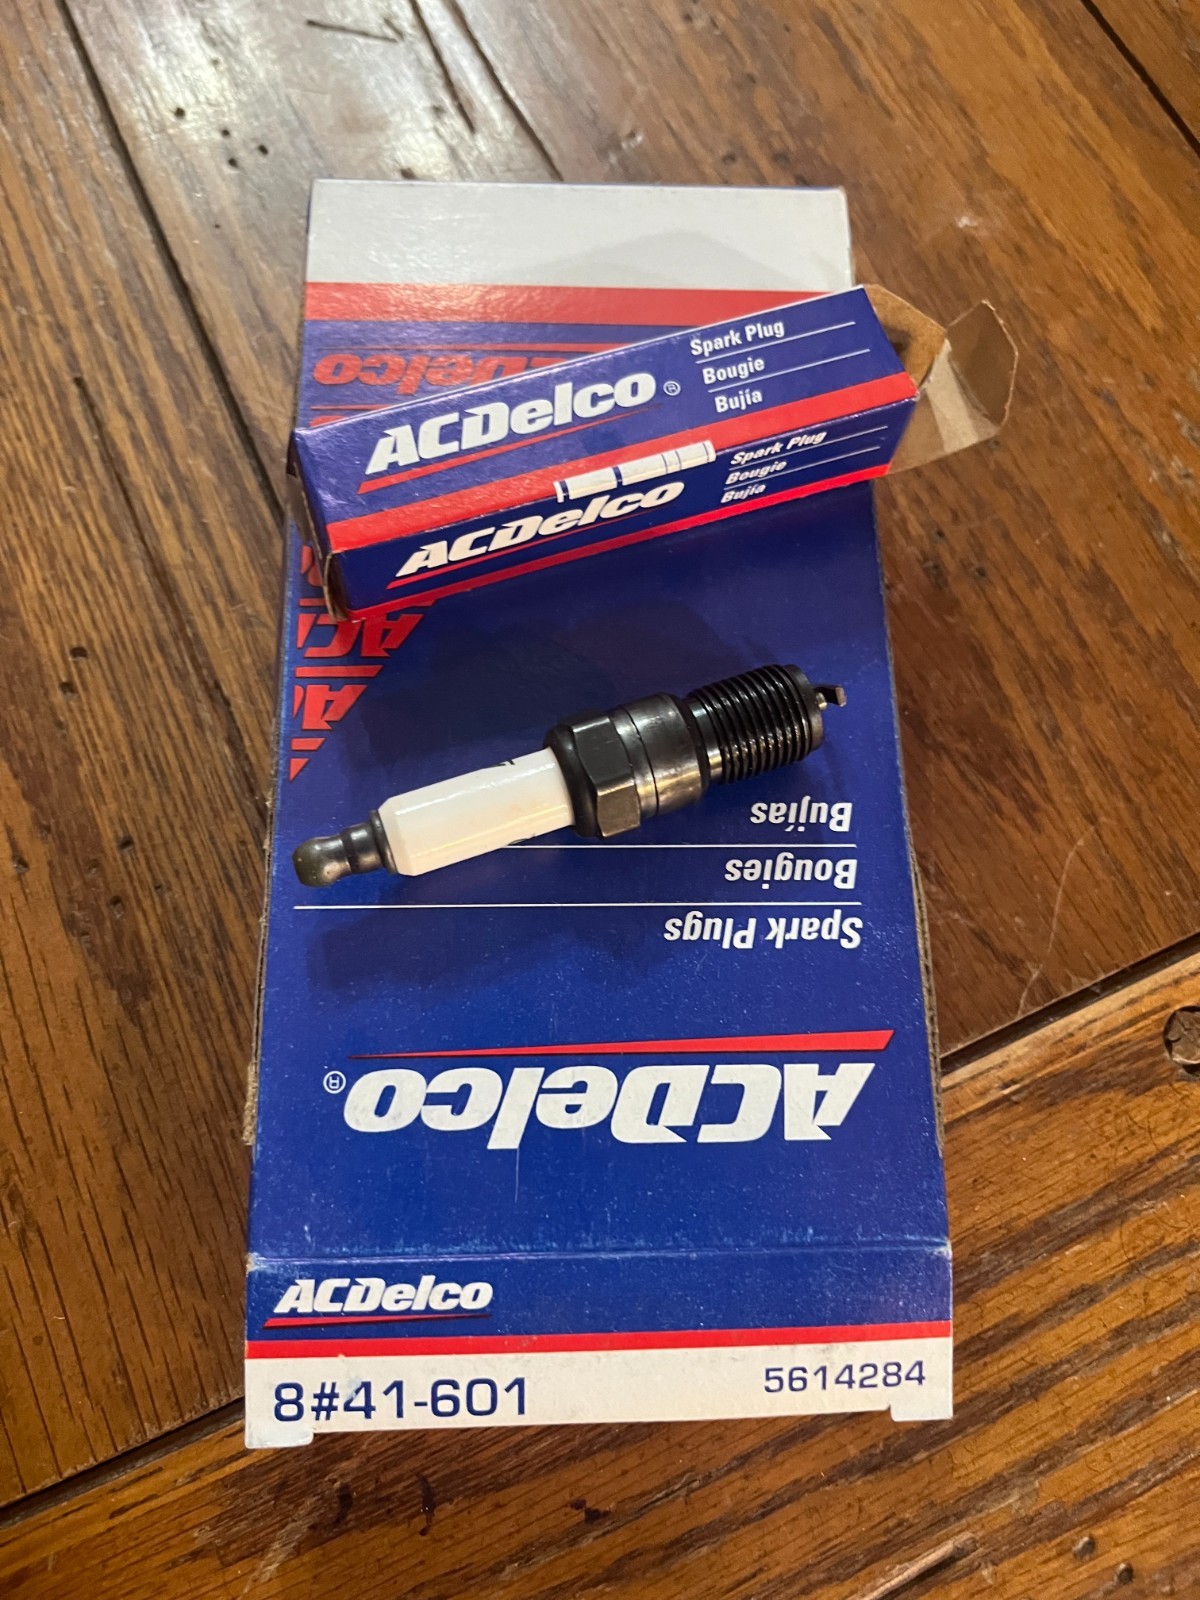 ACDelco
ACDelco®
Spark Plug
Bougie
Bujía
ACDelco
Spark Plug
Bougie
Bujía
Bujías
Bougies
Spark Plugs
ACDelco®
ACDelco
8#41-601
5614284